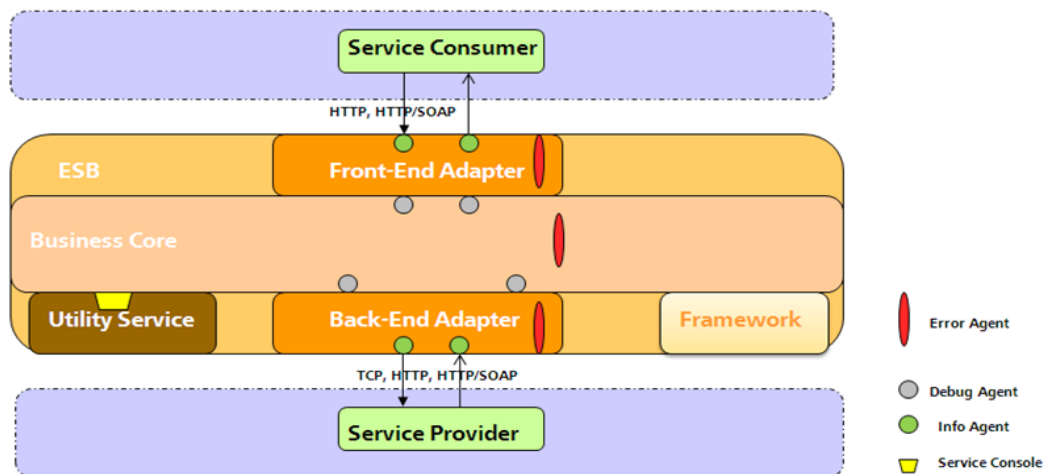 Service Consumer
HTTP, HTTP/SOAP
ESB
Front-End Adapter
Business Core
Utility Service
Back-End Adapter
Framework
TCP, HTTP, HTTP/SOAP
Service Provider
Error Agent
Debug Agent
Info Agent
Service Console